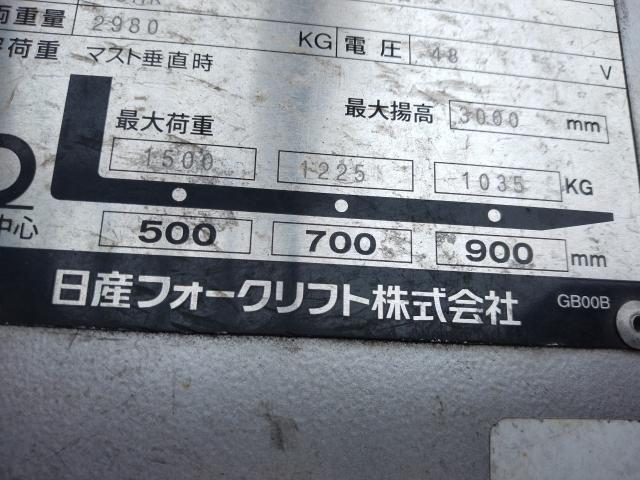 両重量 2980 KG 電圧 48 V
容荷重 マスト垂直時
最大揚高 3000 mm
最大荷重
1500 1225 1035 KG
中心 500 700 900 mm
日産フォークリフト株式会社 GB00B